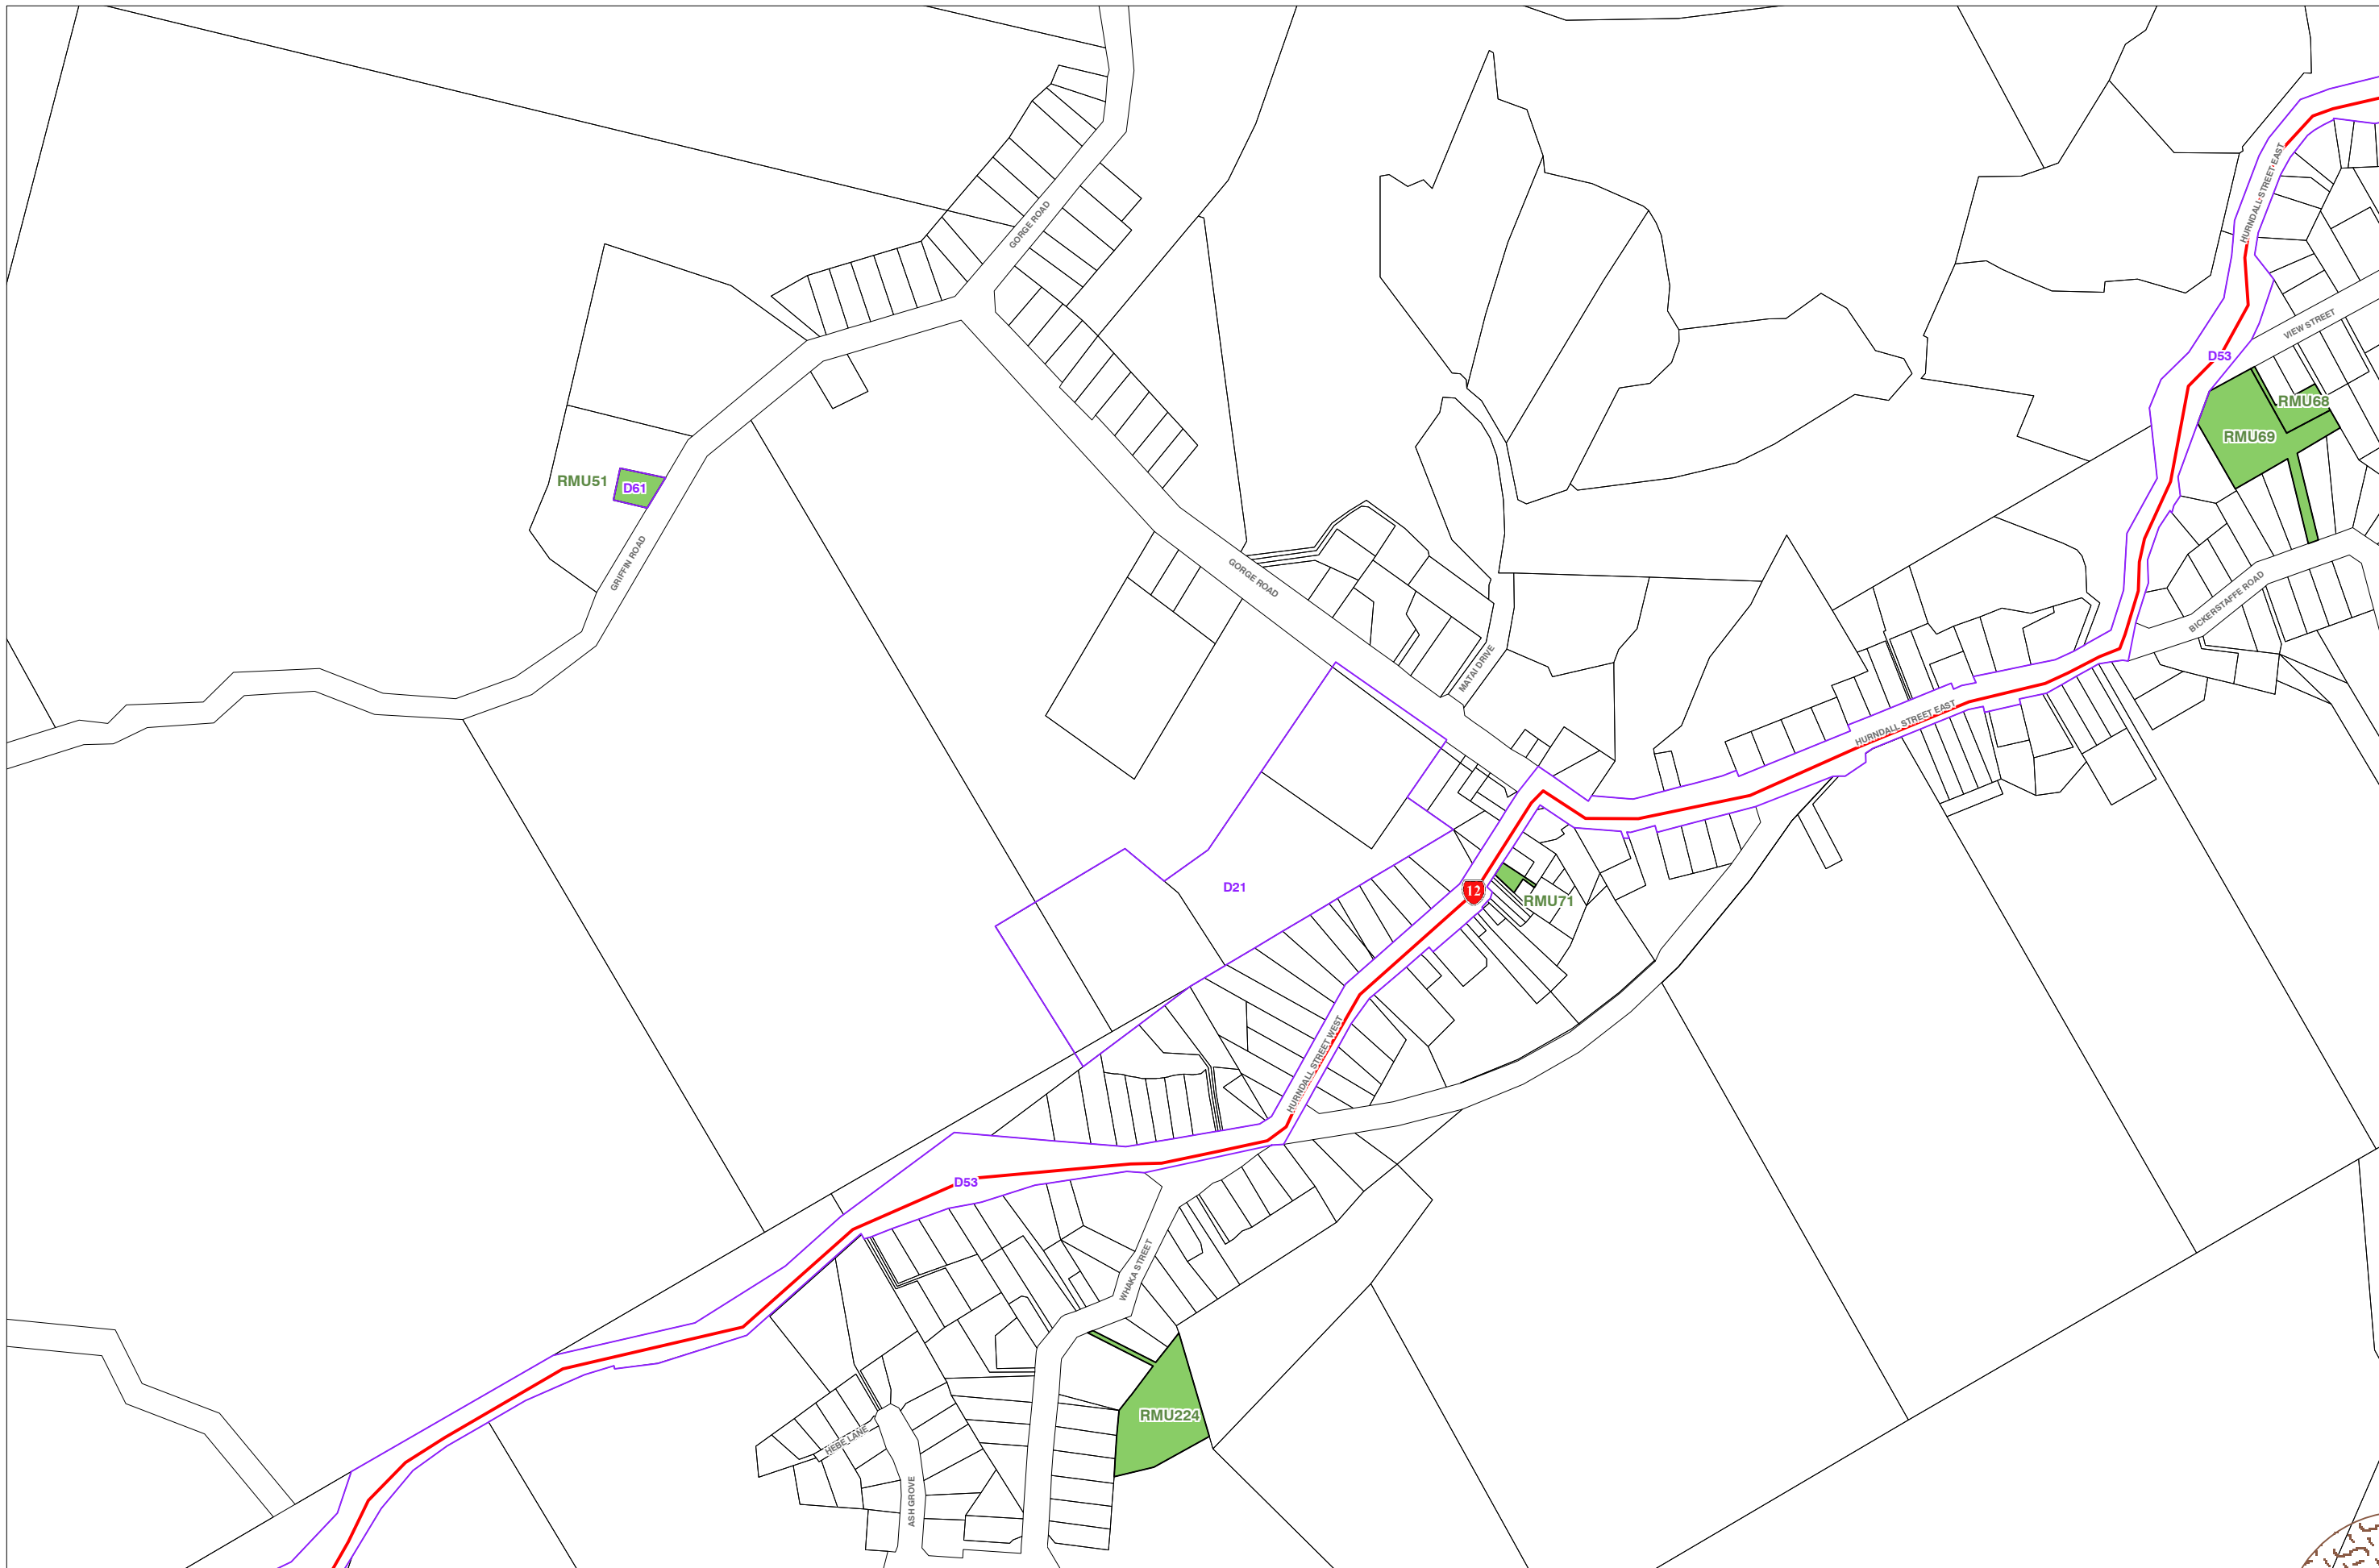 HURNDALL STREET EAST
GORGE ROAD
VIEW STREET
D53
RMU68
RMU69
RMU51
D61
GRIFFIN ROAD
GORGE ROAD
BICKERSTAFFE ROAD
MATAI DRIVE
HURNDALL STREET EAST
D21
12
RMU71
HURNDALL STREET WEST
D53
WHAKA STREET
RMU224
HEBE LANE
ASH GROVE